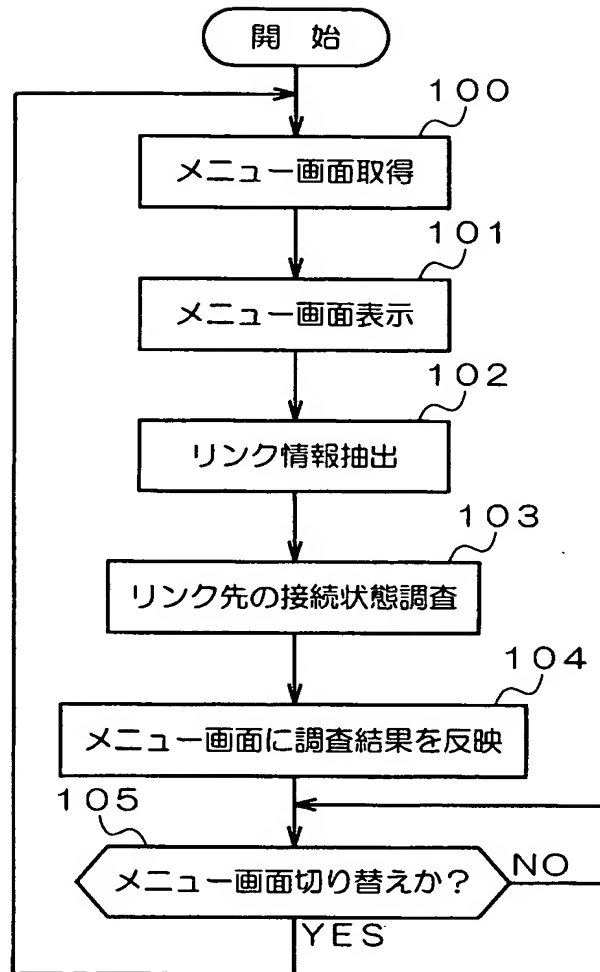 開 始
100
メニュー画面取得
101
メニュー画面表示
102
リンク情報抽出
103
リンク先の接続状態調査
104
メニュー画面に調査結果を反映
105
メニュー画面切り替えか?
NO
YES